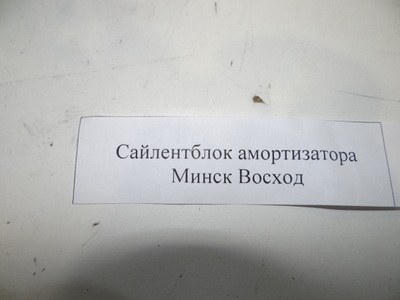 Сайлентблок амортизатора
Минск Восход